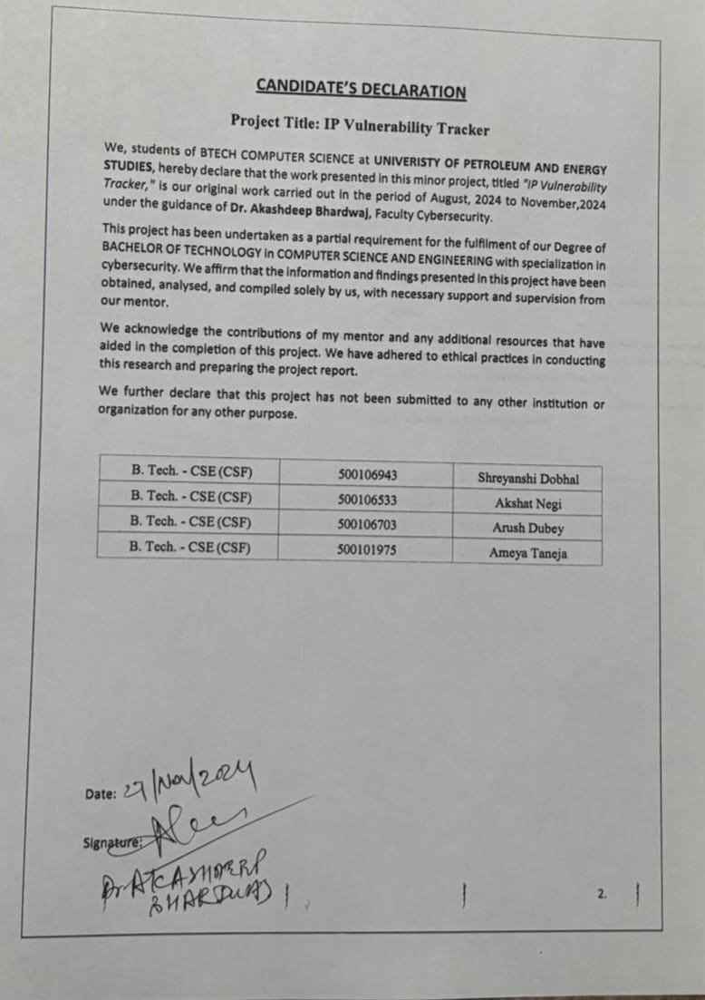 CANDIDATE'S DECLARATION
Project Title: IP Vulnerability Tracker
We, students of BTECH COMPUTER SCIENCE at UNIVERISTY OF PETROLEUM AND ENERGY
STUDIES, hereby declare that the work presented in this minor project, titled "IP Vulnerability
Tracker," is our original work carried out in the period of August, 2024 to November,2024
under the guidance of Dr. Akashdeep Bhardwaj, Faculty Cybersecurity.
This project has been undertaken as a partial requirement for the fulfilment of our Degree of
BACHELOR OF TECHNOLOGY in COMPUTER SCIENCE AND ENGINEERING with specialization in
cybersecurity. We affirm that the information and findings presented in this project have been
obtained, analysed, and compiled solely by us, with necessary support and supervision from
our mentor.
We acknowledge the contributions of my mentor and any additional resources that have
aided in the completion of this project. We have adhered to ethical practices in conducting
this research and preparing the project report.
We further declare that this project has not been submitted to any other institution or
organization for any other purpose.
B. Tech. - CSE (CSF) 500106943 Shreyanshi Dobhal
B. Tech. - CSE (CSF) 500106533 Akshat Negi
B. Tech. - CSE (CSF) 500106703 Arush Dubey
B. Tech. - CSE (CSF) 500101975 Ameya Taneja
Date: 27/Nov/2024
Signature:
Dr AKASHDEEP
BHARDWAJ
2.